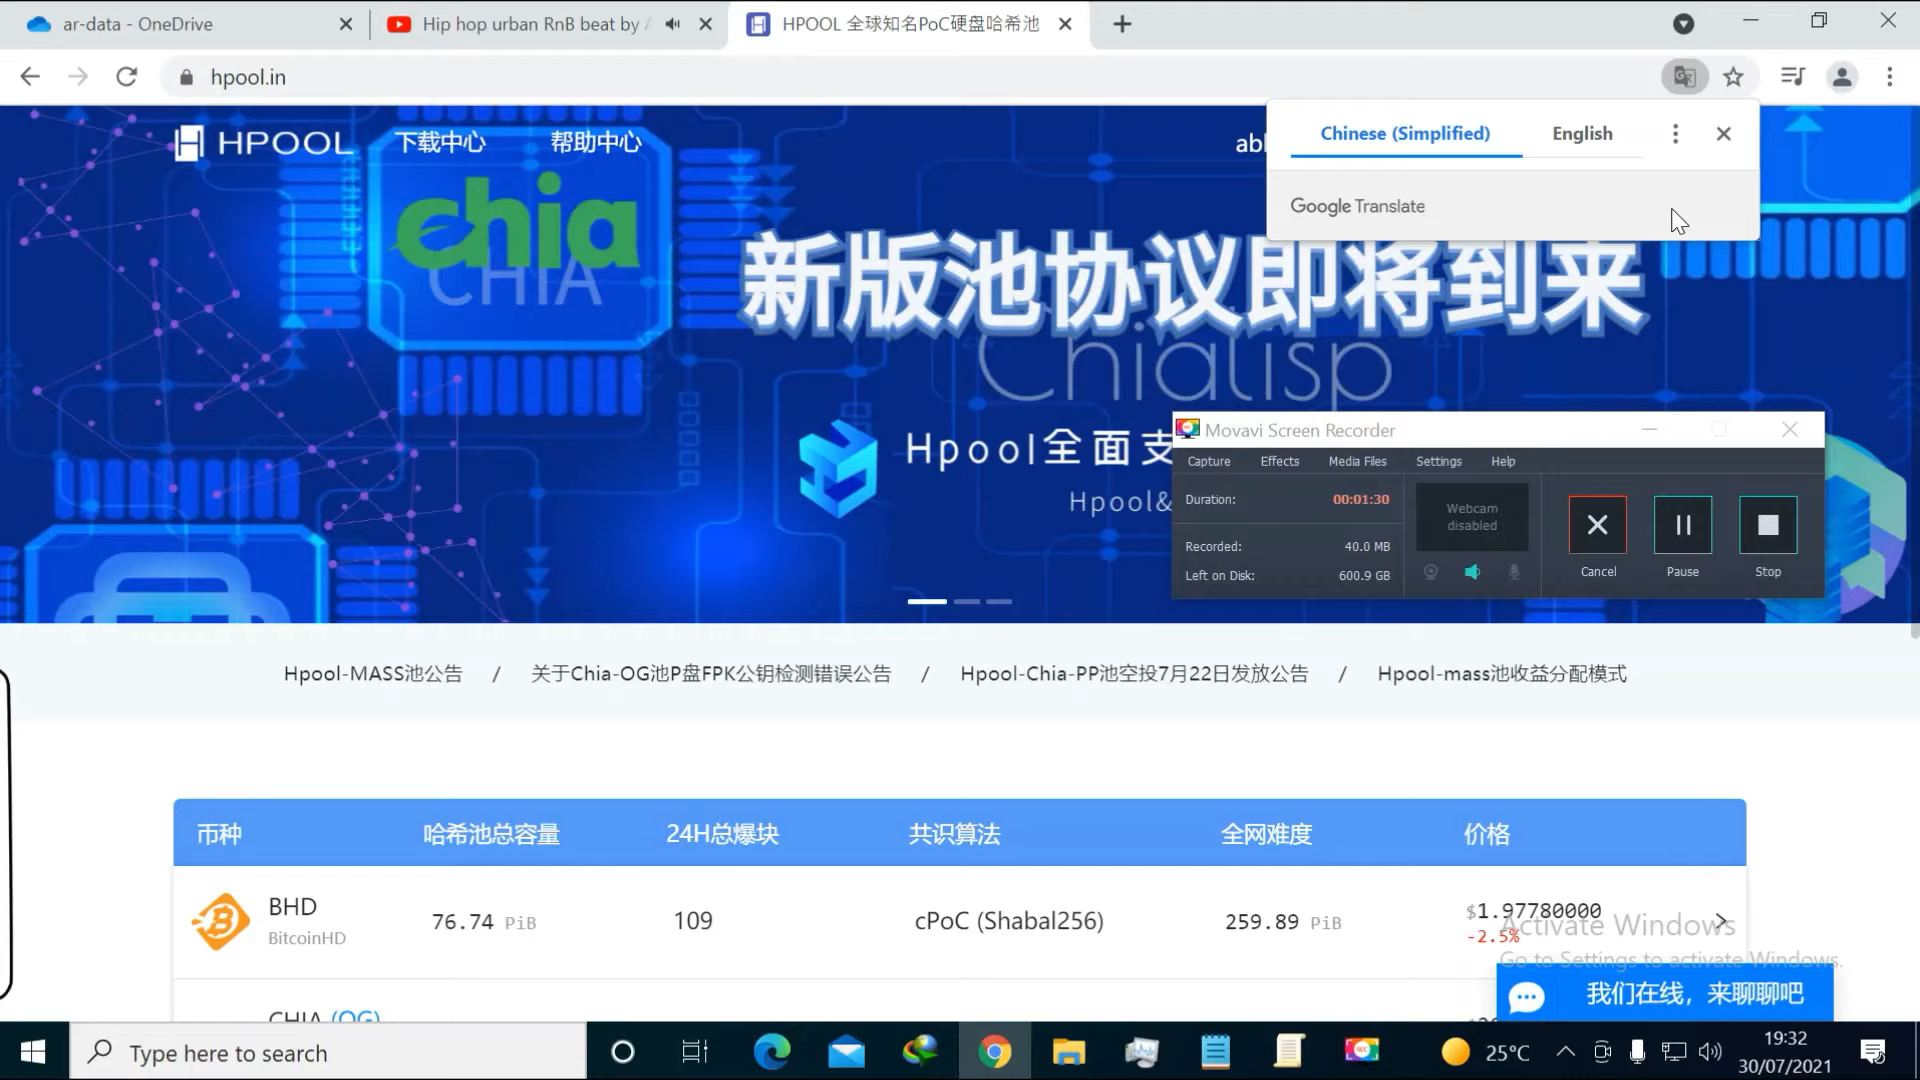 ar-data - OneDrive
Hip hop urban RnB beat by
HPOOL 全球知名PoC硬盘哈希池
hpool.in
HPOOL 下载中心 帮助中心
Chinese (Simplified) English
Google Translate
chia
CHIA
新版池协议即将到来
Chialisp
Hpool全面支
Hpool&
Movavi Screen Recorder
Capture Effects Media Files Settings Help
Duration: 00:01:30
Webcam
disabled
Recorded: 40.0 MB
Left on Disk: 600.9 GB
Cancel Pause Stop
Hpool-MASS池公告 / 关于Chia-OG池P盘FPK公钥检测错误公告 / Hpool-Chia-PP池空投7月22日发放公告 / Hpool-mass池收益分配模式
币种 哈希池总容量 24H总爆块 共识算法 全网难度 价格
BHD
BitcoinHD
76.74 PiB 109 cPoC (Shabal256) 259.89 PiB
$1.97780000
-2.5%
Activate Windows
Go to Settings to activate Windows.
CHIA (OG)
我们在线，来聊聊吧
Type here to search
25°C
19:32
30/07/2021